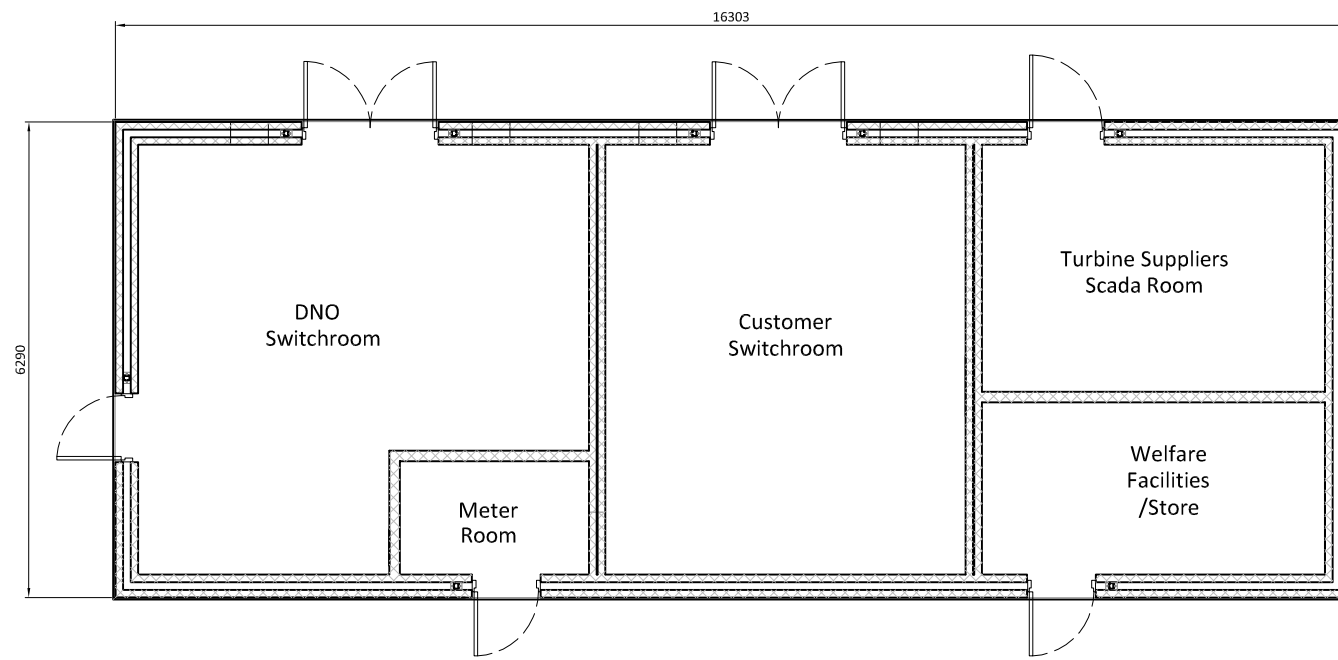 16303
6290
DNO
Switchroom
Customer
Switchroom
Turbine Suppliers
Scada Room
Meter
Room
Welfare
Facilities
/Store